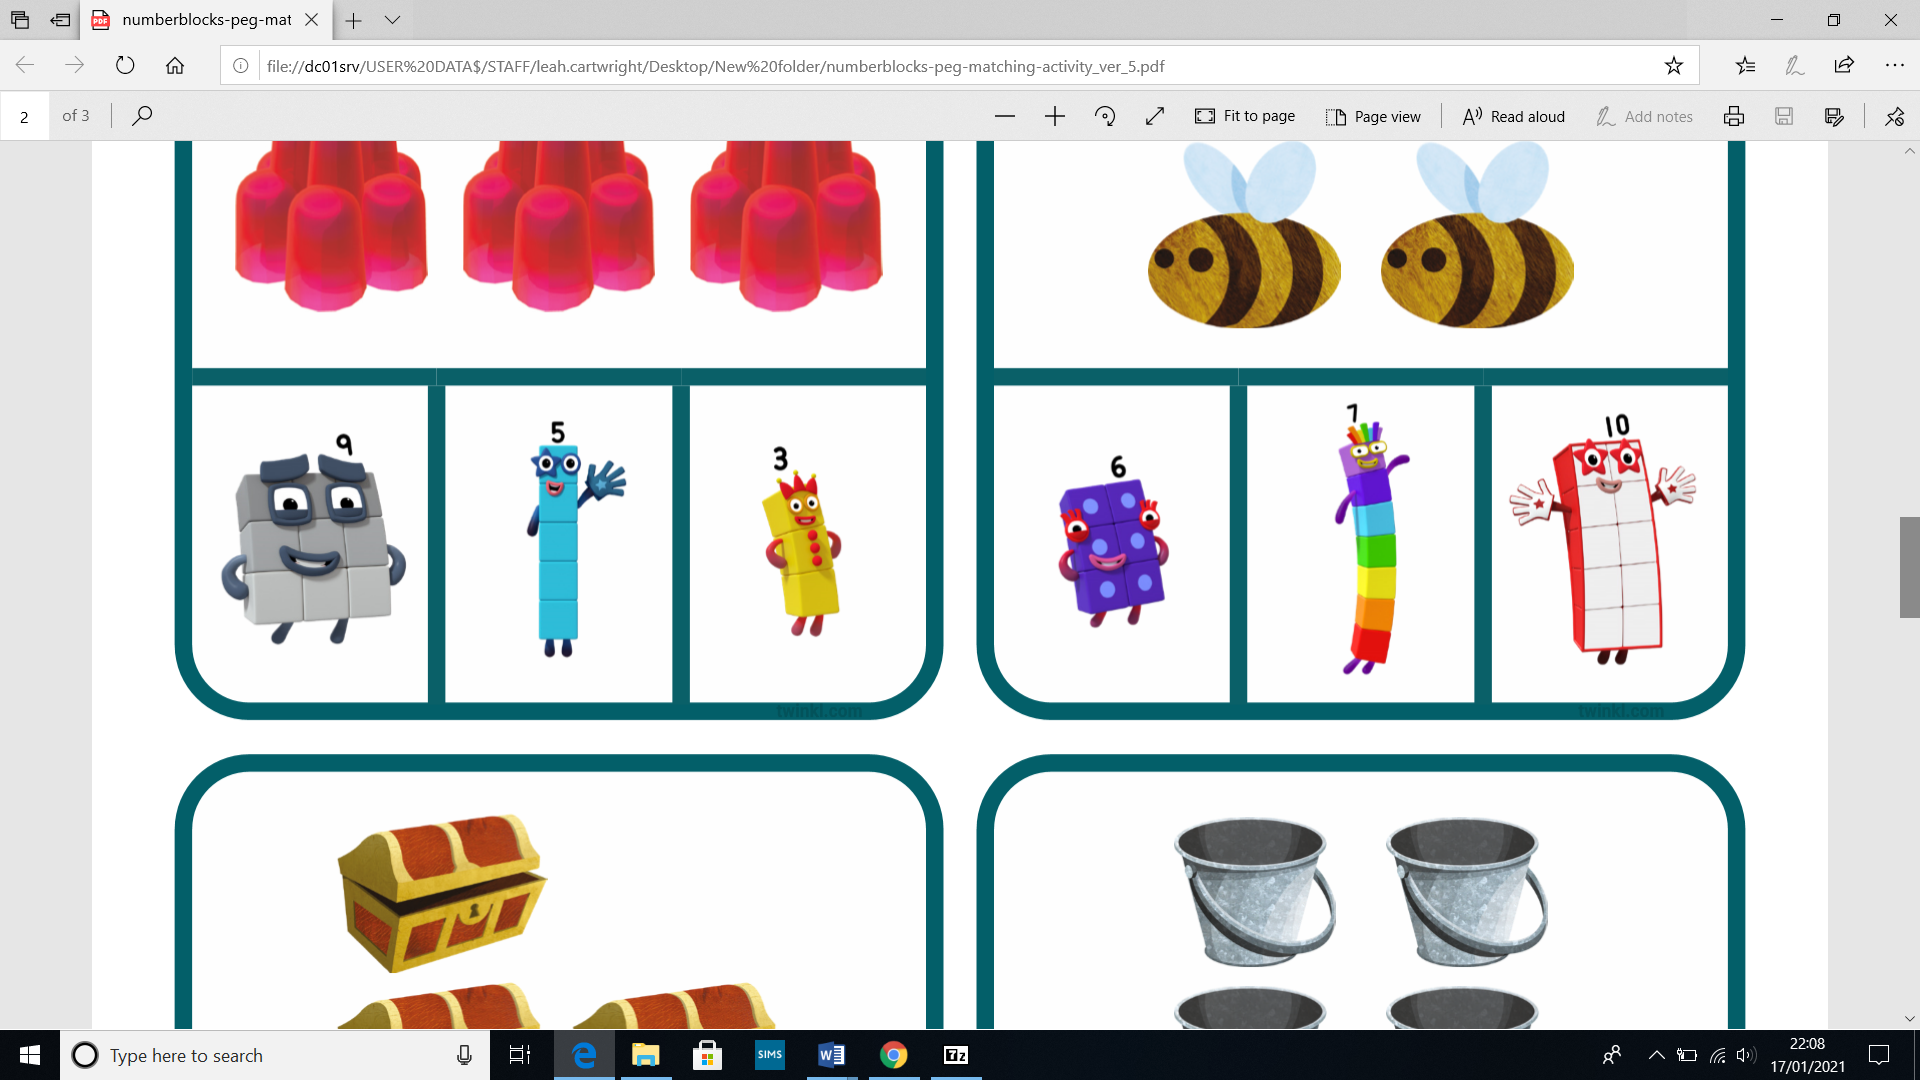 numberblocks-peg-mat
file://dc01srv/USER%20DATA$/STAFF/leah.cartwright/Desktop/New%20folder/numberblocks-peg-matching-activity_ver_5.pdf
2 of 3
Fit to page
Page view
Read aloud
Add notes
9 5 3
6 7 10
twinkl.com
twinkl.com
Type here to search
SIMS
W
7z
22:08
17/01/2021